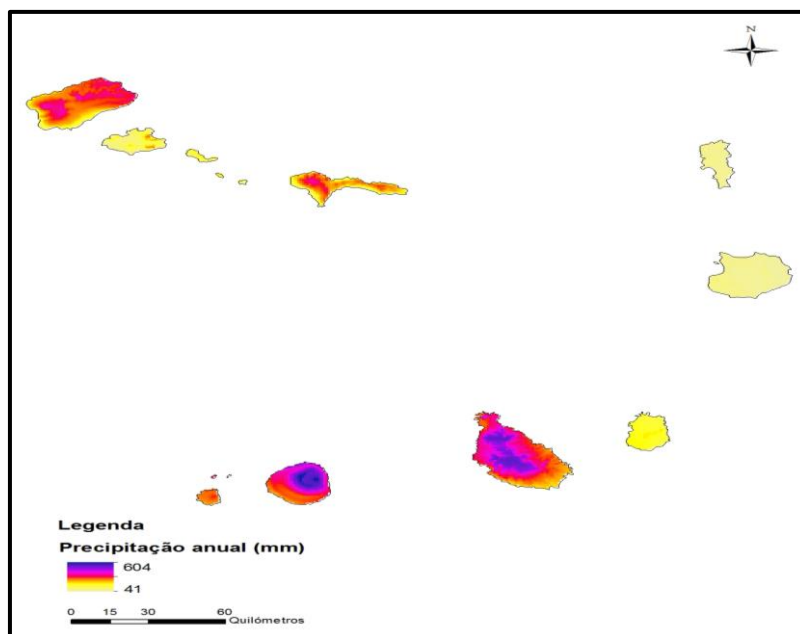 N
Legenda
Precipitação anual (mm)
604
41
0 15 30 60
Quilómetros